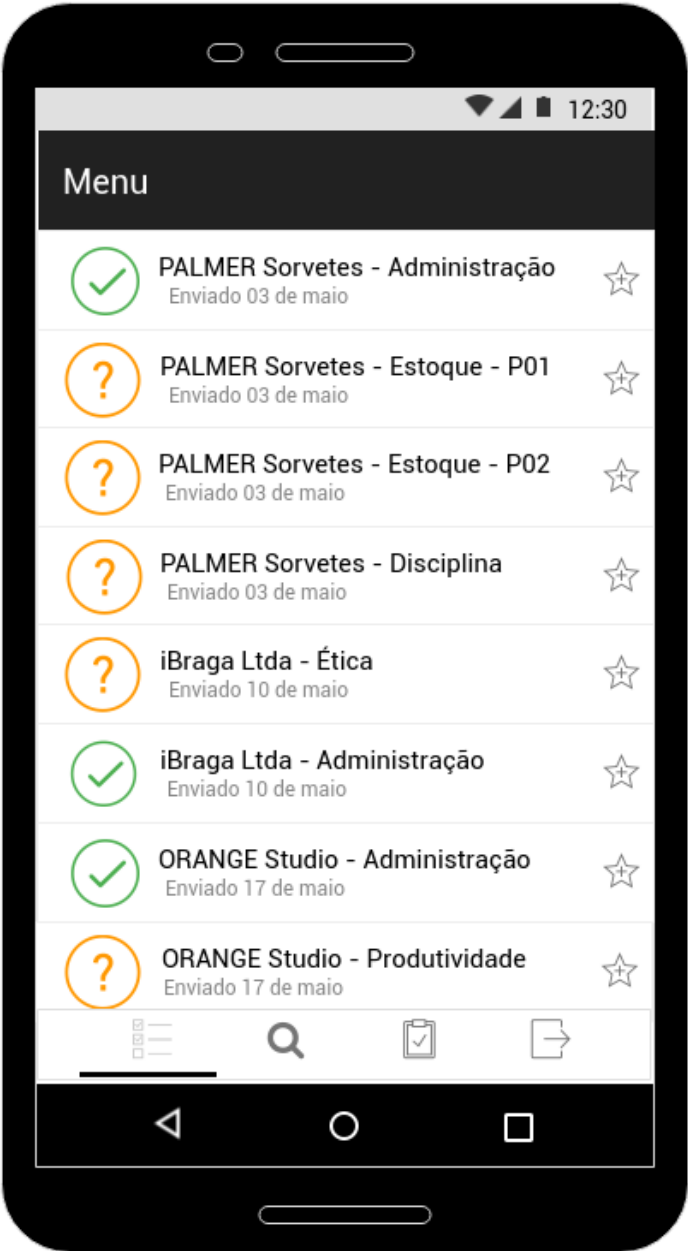 12:30
Menu
PALMER Sorvetes - Administração
Enviado 03 de maio
?
PALMER Sorvetes - Estoque - P01
Enviado 03 de maio
?
PALMER Sorvetes - Estoque - P02
Enviado 03 de maio
?
PALMER Sorvetes - Disciplina
Enviado 03 de maio
?
iBraga Ltda - Ética
Enviado 10 de maio
iBraga Ltda - Administração
Enviado 10 de maio
ORANGE Studio - Administração
Enviado 17 de maio
?
ORANGE Studio - Produtividade
Enviado 17 de maio